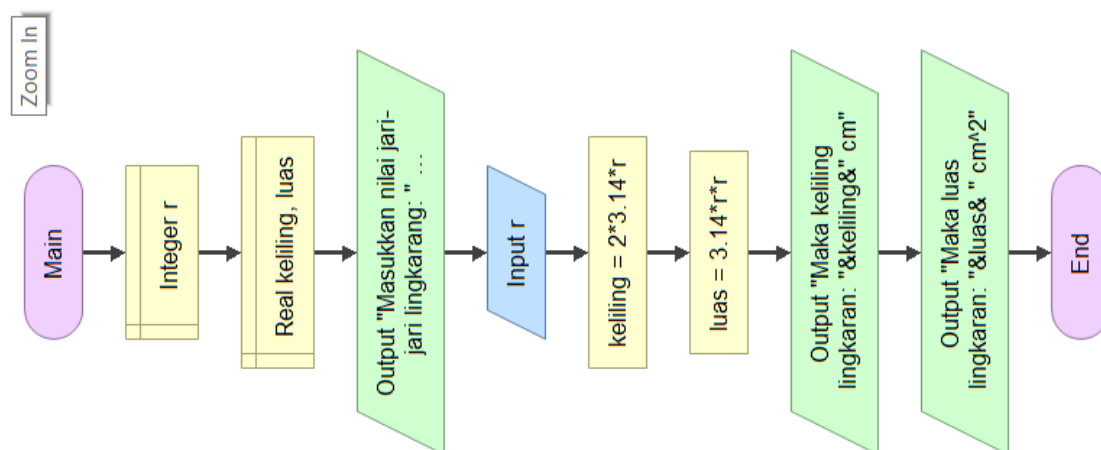 Zoom In
Main
Integer r
Real keliling, luas
Output "Masukkan nilai jari-
jari lingkarang: " ...
Input r
keliling = 2*3.14*r
luas = 3.14*r*r
Output "Maka keliling
lingkaran: "&keliling&" cm"
Output "Maka luas
lingkaran: "&luas& " cm^2"
End